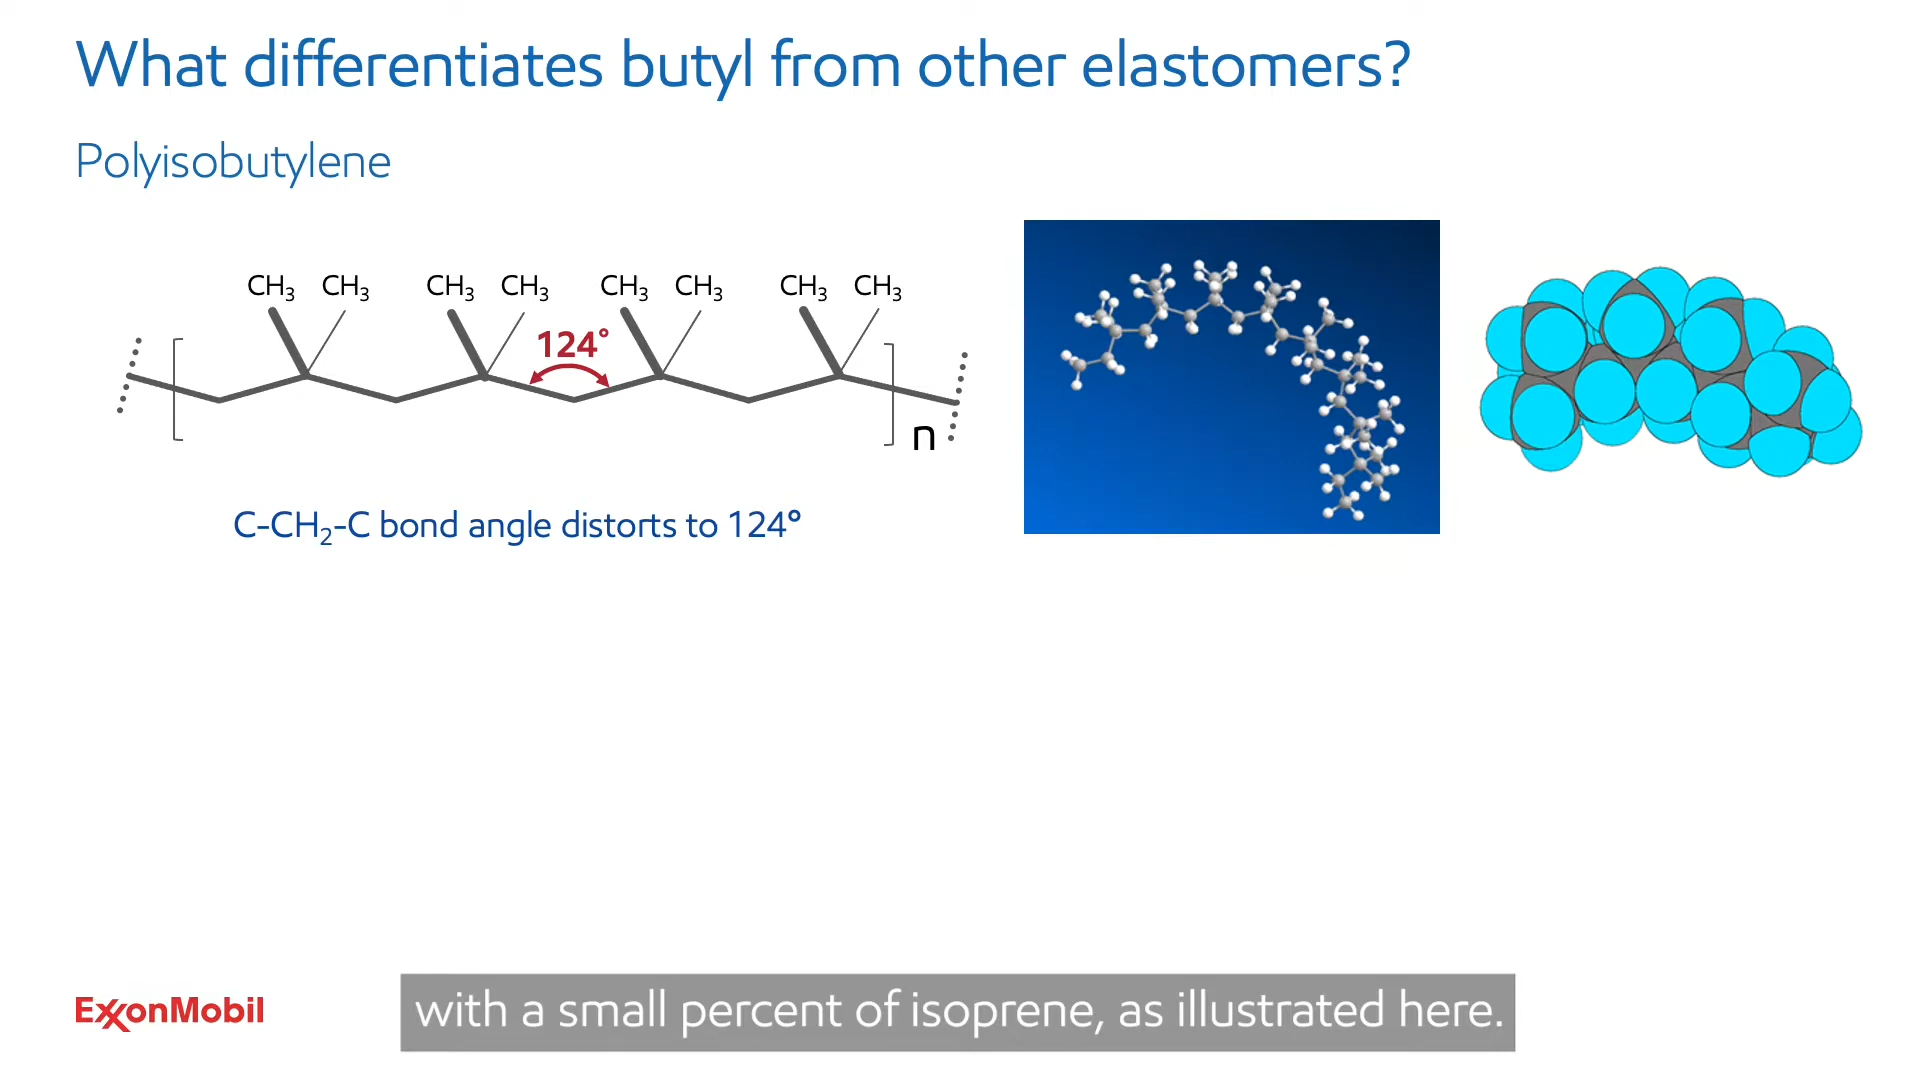 What differentiates butyl from other elastomers?
Polyisobutylene
CH₃ CH₃ CH₃ CH₃ CH₃ CH₃ CH₃ CH₃
124°
n
C-CH₂-C bond angle distorts to 124°
ExxonMobil
with a small percent of isoprene, as illustrated here.